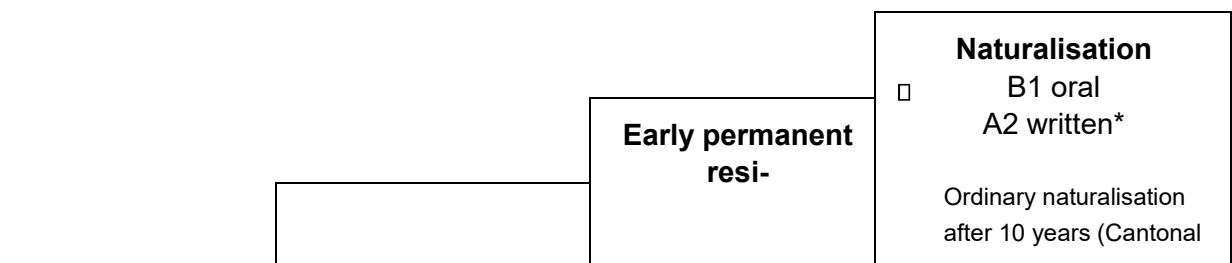 Naturalisation
B1 oral
A2 written*
Early permanent
resi-
Ordinary naturalisation
after 10 years (Cantonal